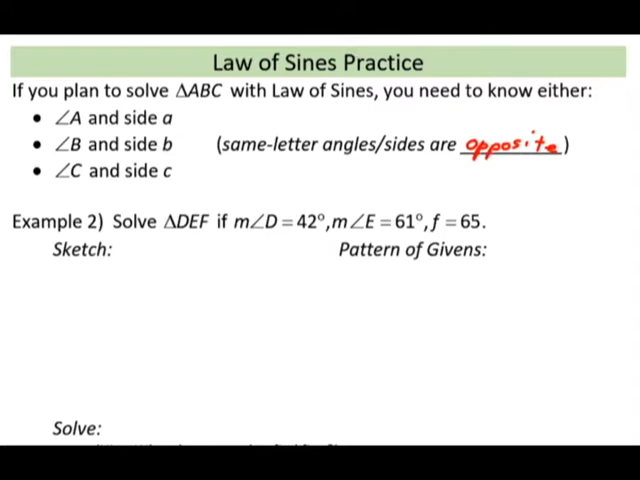 Law of Sines Practice
If you plan to solve ΔABC with Law of Sines, you need to know either:
• ∠A and side a
• ∠B and side b (same-letter angles/sides are opposite)
• ∠C and side c
Example 2) Solve ΔDEF if m∠D = 42°, m∠E = 61°, f = 65.
Sketch: Pattern of Givens:
Solve: